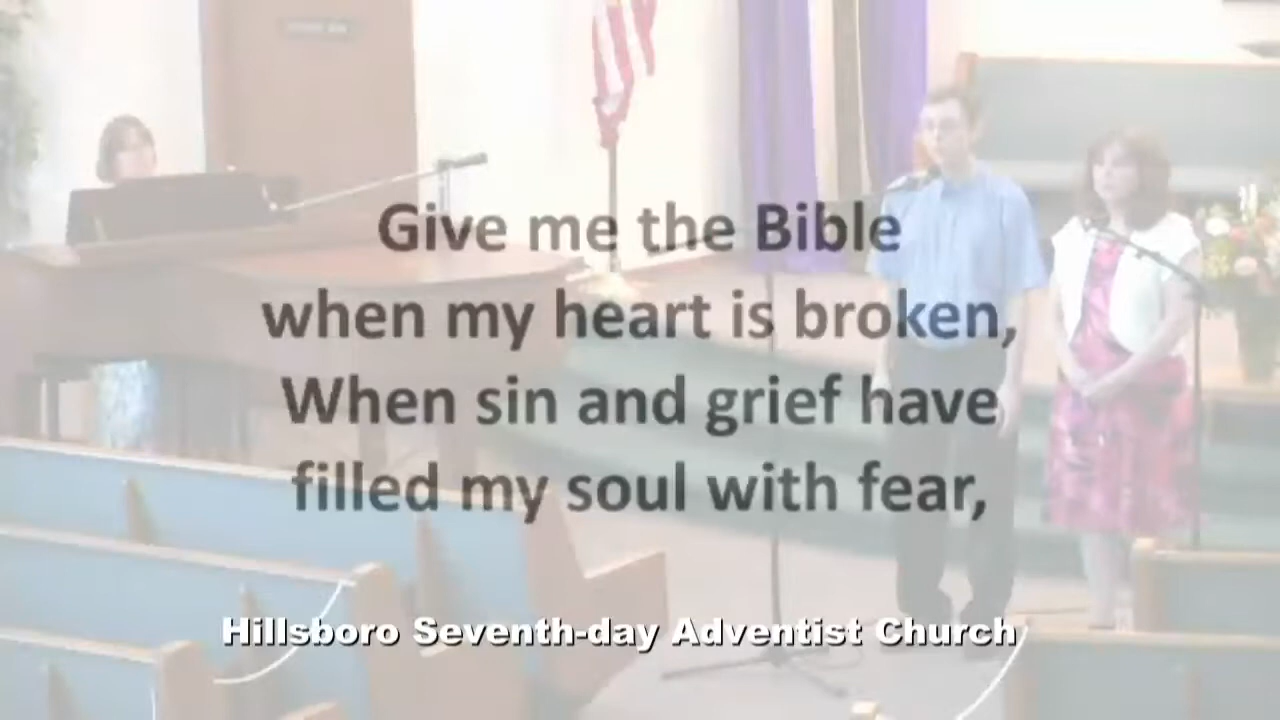 Give me the Bible
when my heart is broken,
When sin and grief have
filled my soul with fear,
Hillsboro Seventh-day Adventist Church